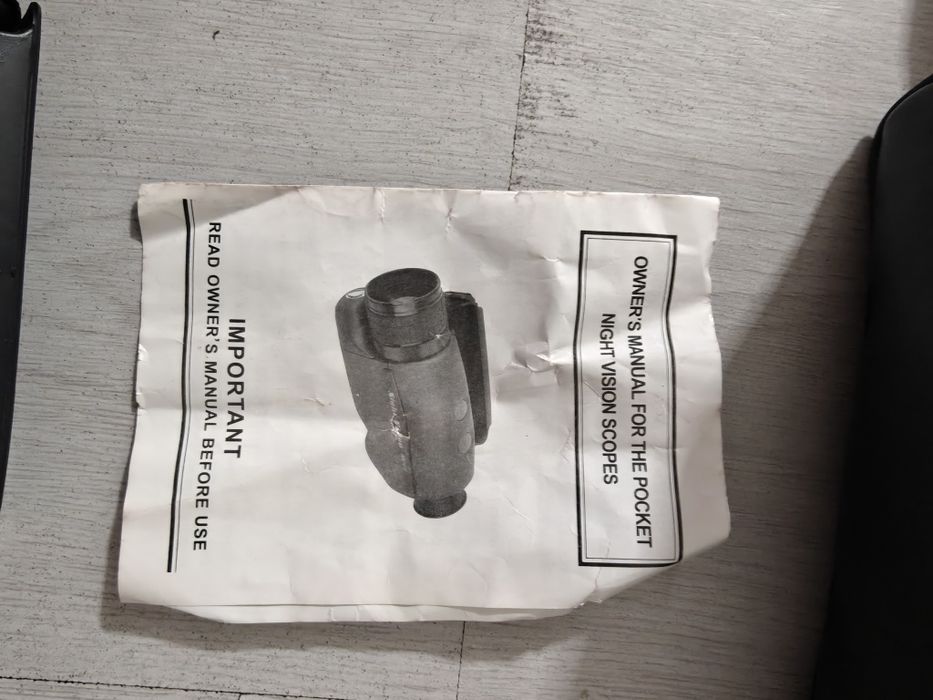 OWNER'S MANUAL FOR THE POCKET
NIGHT VISION SCOPES
IMPORTANT
READ OWNER'S MANUAL BEFORE USE